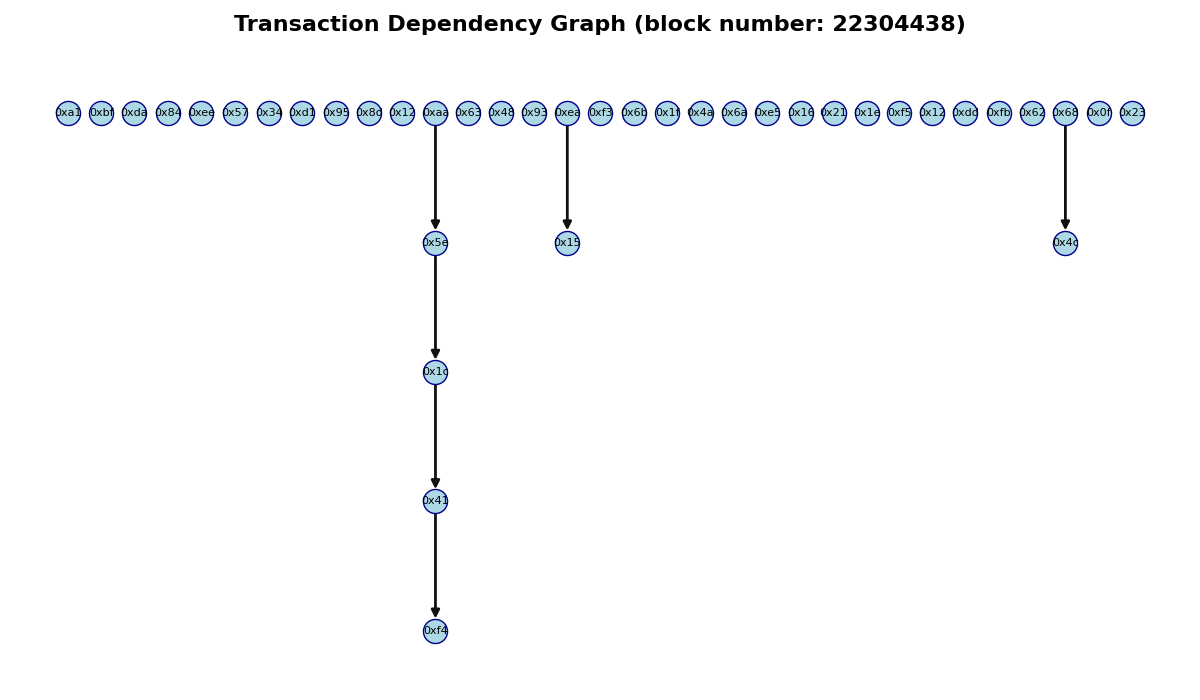 Transaction Dependency Graph (block number: 22304438)
0xa1 0xbf 0xda 0x84 0xee 0x57 0x34 0xd1 0x95 0x8d 0x12 0xaa 0x63 0x48 0x93 0xea 0xf3 0x6b 0x1f 0x4a 0x6a 0xe5 0x16 0x21 0x1e 0xf5 0x12 0xdd 0xfb 0x62 0x68 0x0f 0x23
0x5e 0x15 0x4c
0x1c
0x41
0xf4